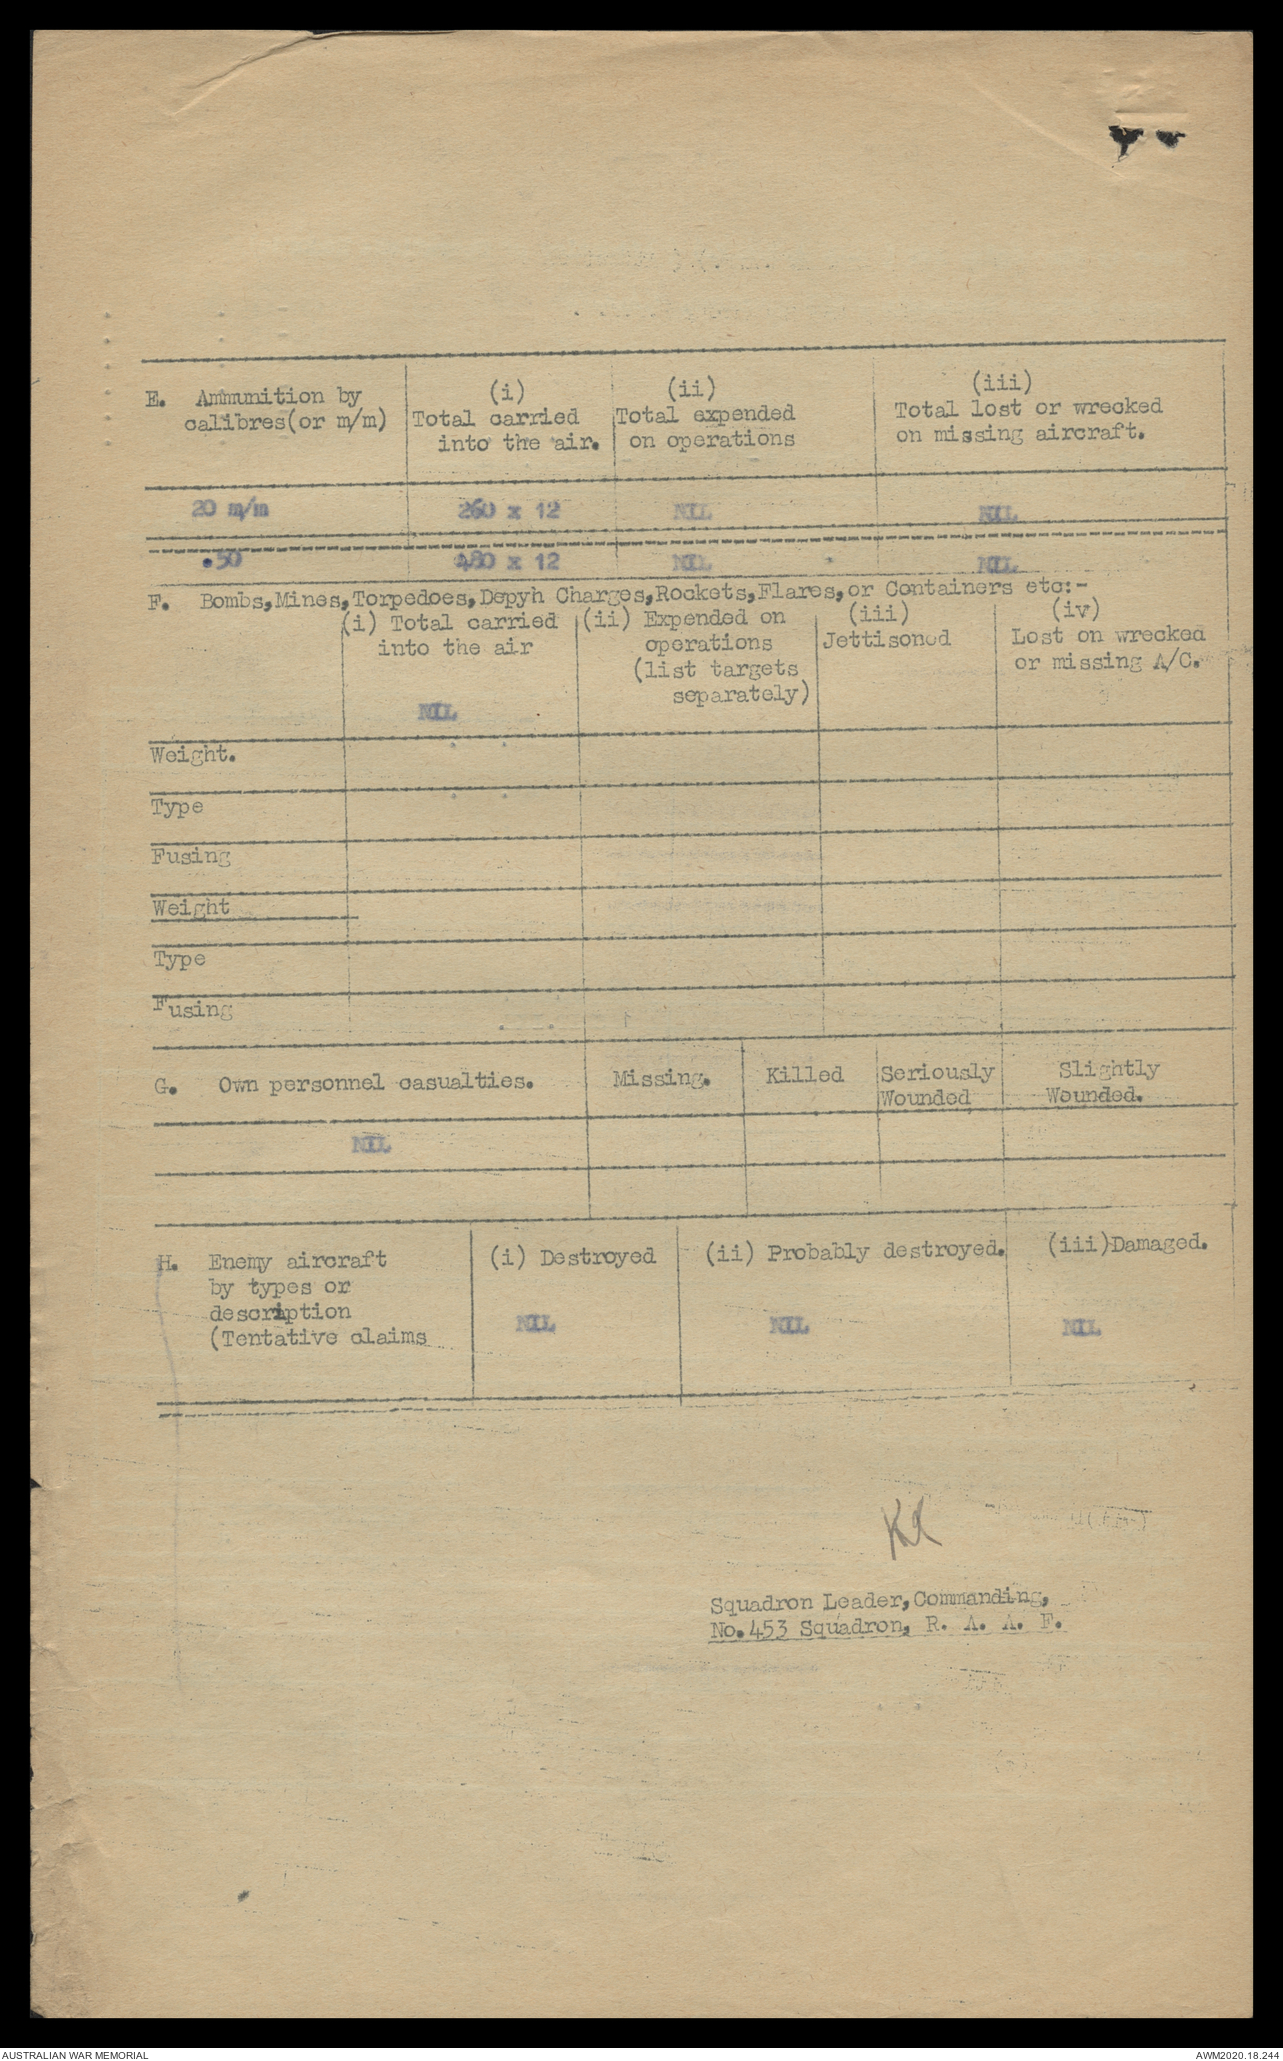 E. Ammunition by (i) (ii) (iii)
calibres(or m/m) Total carried Total expended Total lost or wrecked
into the air. on operations on missing aircraft.
20 m/m 260 x 12 NIL NIL
.50 480 x 12 NIL NIL
F. Bombs,Mines,Torpedoes,Depyh Charges,Rockets,Flares,or Containers etc:-
(i) Total carried (ii) Expended on (iii) (iv)
into the air operations Jettisoned Lost on wrecked
(list targets or missing A/C.
separately)
NIL
Weight.
Type
Fusing
Weight
Type
Fusing
G. Own personnel casualties. Missing. Killed Seriously Slightly
Wounded Wounded.
NIL
H. Enemy aircraft (i) Destroyed (ii) Probably destroyed. (iii)Damaged.
by types or
description NIL NIL NIL
(Tentative claims
Squadron Leader,Commanding,
No.453 Squadron, R. A. A. F.
AUSTRALIAN WAR MEMORIAL AWM2020.18.244